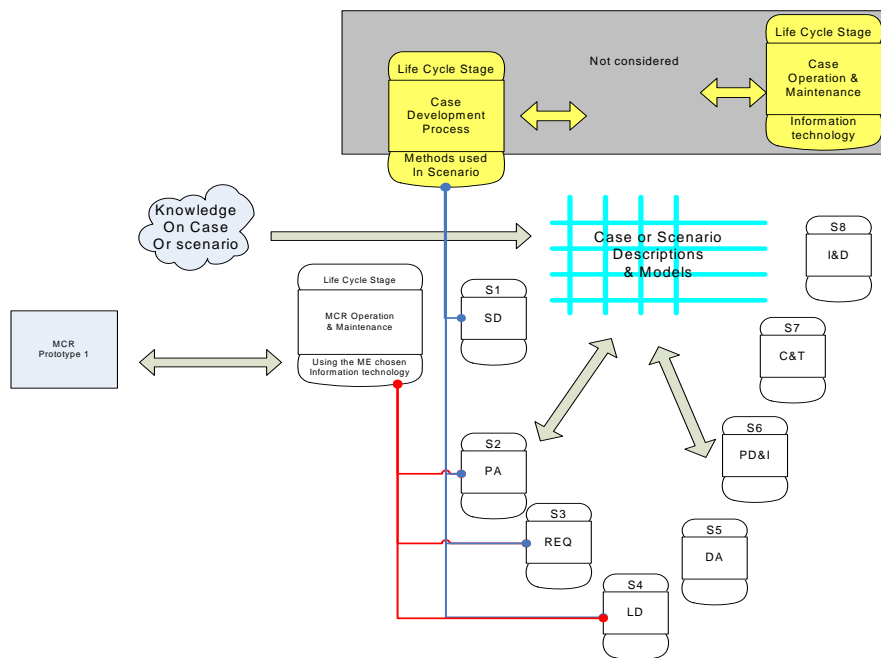 Life Cycle Stage
Case
Operation &
Maintenance
Information
technology
Not considered
Life Cycle Stage
Case
Development
Process
Methods used
In Scenario
Knowledge
On Case
Or scenario
Case or Scenario
Descriptions
& Models
S8
I&D
Life Cycle Stage
MCR Operation
& Maintenance
Using the ME chosen
Information technology
S1
SD
MCR
Prototype 1
S7
C&T
S6
PD&I
S2
PA
S3
REQ
S5
DA
S4
LD